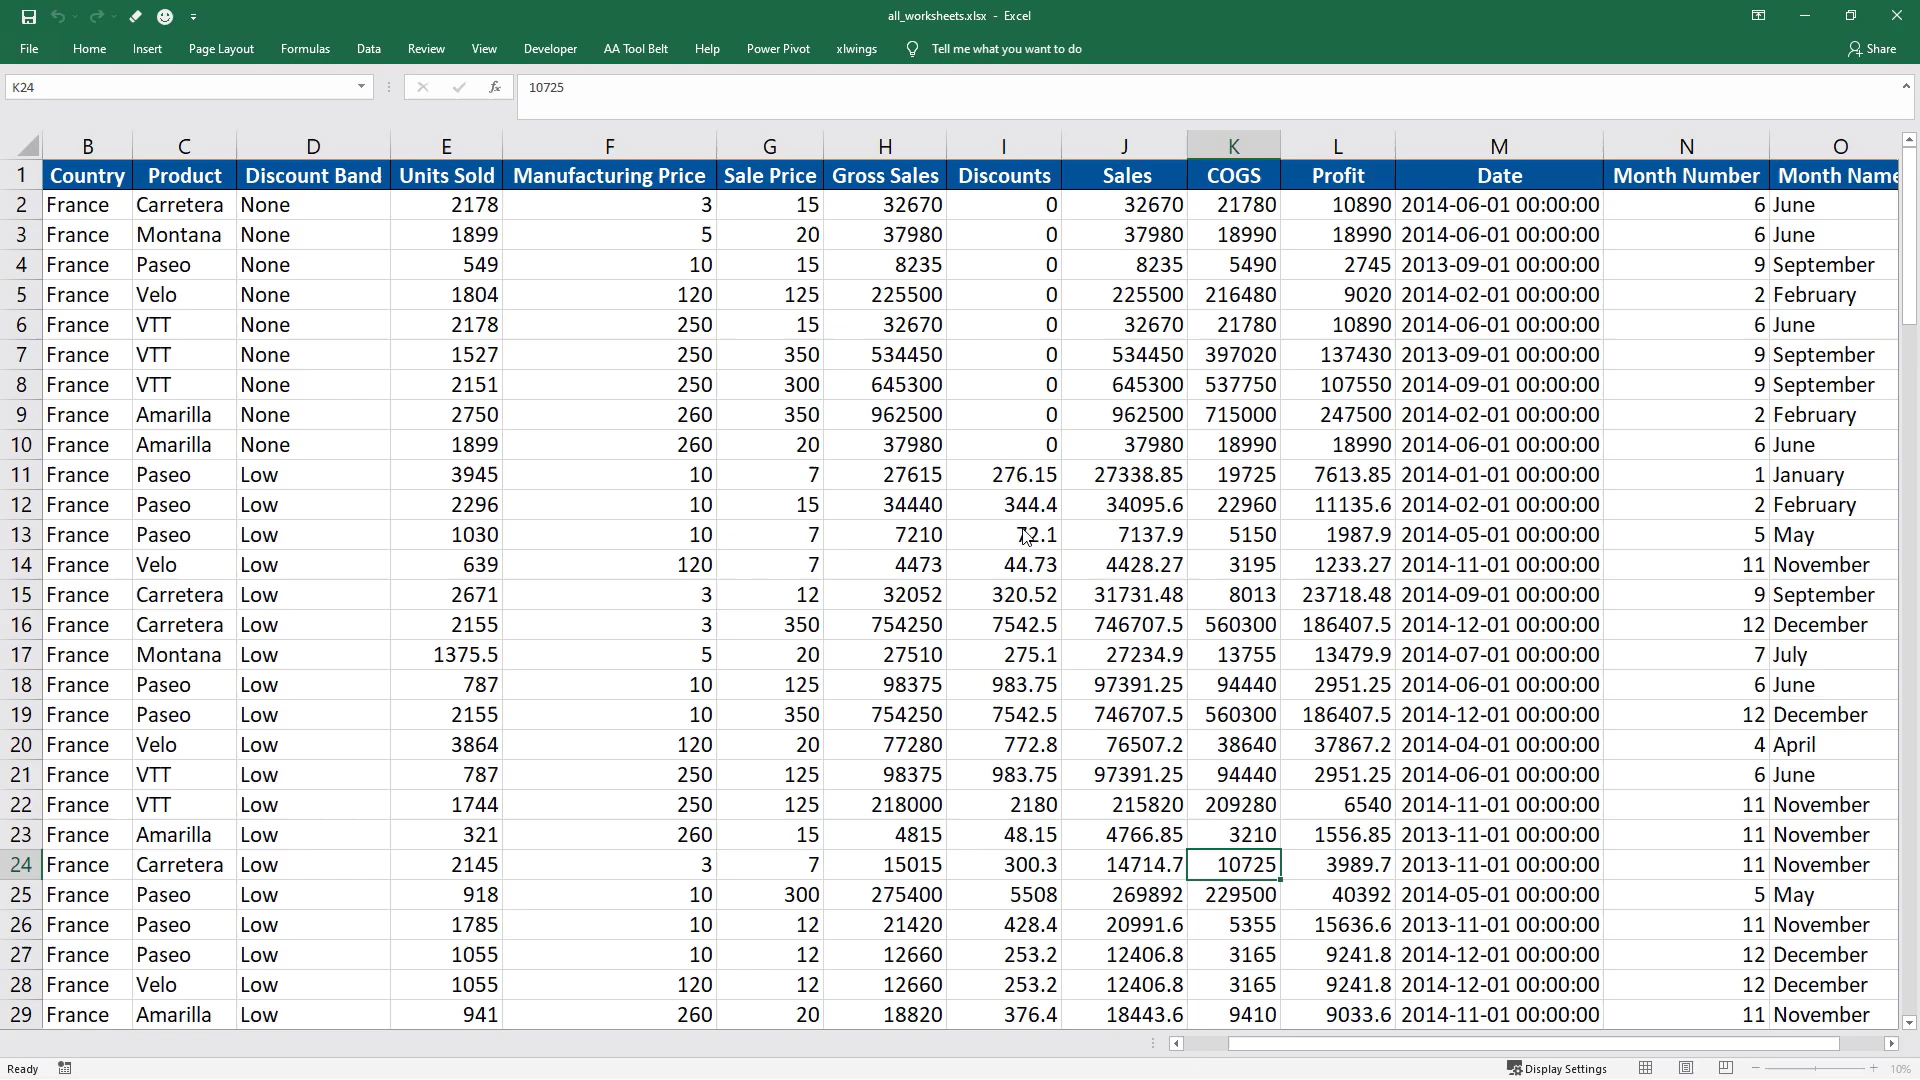 all_worksheets.xlsx - Excel
File Home Insert Page Layout Formulas Data Review View Developer AA Tool Belt Help Power Pivot xlwings Tell me what you want to do Share
K24 fx 10725
B C D E F G H I J K L M N O
1 Country Product Discount Band Units Sold Manufacturing Price Sale Price Gross Sales Discounts Sales COGS Profit Date Month Number Month Name
2 France Carretera None 2178 3 15 32670 0 32670 21780 10890 2014-06-01 00:00:00 6 June
3 France Montana None 1899 5 20 37980 0 37980 18990 18990 2014-06-01 00:00:00 6 June
4 France Paseo None 549 10 15 8235 0 8235 5490 2745 2013-09-01 00:00:00 9 September
5 France Velo None 1804 120 125 225500 0 225500 216480 9020 2014-02-01 00:00:00 2 February
6 France VTT None 2178 250 15 32670 0 32670 21780 10890 2014-06-01 00:00:00 6 June
7 France VTT None 1527 250 350 534450 0 534450 397020 137430 2013-09-01 00:00:00 9 September
8 France VTT None 2151 250 300 645300 0 645300 537750 107550 2014-09-01 00:00:00 9 September
9 France Amarilla None 2750 260 350 962500 0 962500 715000 247500 2014-02-01 00:00:00 2 February
10 France Amarilla None 1899 260 20 37980 0 37980 18990 18990 2014-06-01 00:00:00 6 June
11 France Paseo Low 3945 10 7 27615 276.15 27338.85 19725 7613.85 2014-01-01 00:00:00 1 January
12 France Paseo Low 2296 10 15 34440 344.4 34095.6 22960 11135.6 2014-02-01 00:00:00 2 February
13 France Paseo Low 1030 10 7 7210 72.1 7137.9 5150 1987.9 2014-05-01 00:00:00 5 May
14 France Velo Low 639 120 7 4473 44.73 4428.27 3195 1233.27 2014-11-01 00:00:00 11 November
15 France Carretera Low 2671 3 12 32052 320.52 31731.48 8013 23718.48 2014-09-01 00:00:00 9 September
16 France Carretera Low 2155 3 350 754250 7542.5 746707.5 560300 186407.5 2014-12-01 00:00:00 12 December
17 France Montana Low 1375.5 5 20 27510 275.1 27234.9 13755 13479.9 2014-07-01 00:00:00 7 July
18 France Paseo Low 787 10 125 98375 983.75 97391.25 94440 2951.25 2014-06-01 00:00:00 6 June
19 France Paseo Low 2155 10 350 754250 7542.5 746707.5 560300 186407.5 2014-12-01 00:00:00 12 December
20 France Velo Low 3864 120 20 77280 772.8 76507.2 38640 37867.2 2014-04-01 00:00:00 4 April
21 France VTT Low 787 250 125 98375 983.75 97391.25 94440 2951.25 2014-06-01 00:00:00 6 June
22 France VTT Low 1744 250 125 218000 2180 215820 209280 6540 2014-11-01 00:00:00 11 November
23 France Amarilla Low 321 260 15 4815 48.15 4766.85 3210 1556.85 2013-11-01 00:00:00 11 November
24 France Carretera Low 2145 3 7 15015 300.3 14714.7 10725 3989.7 2013-11-01 00:00:00 11 November
25 France Paseo Low 918 10 300 275400 5508 269892 229500 40392 2014-05-01 00:00:00 5 May
26 France Paseo Low 1785 10 12 21420 428.4 20991.6 5355 15636.6 2013-11-01 00:00:00 11 November
27 France Paseo Low 1055 10 12 12660 253.2 12406.8 3165 9241.8 2014-12-01 00:00:00 12 December
28 France Velo Low 1055 120 12 12660 253.2 12406.8 3165 9241.8 2014-12-01 00:00:00 12 December
29 France Amarilla Low 941 260 20 18820 376.4 18443.6 9410 9033.6 2014-11-01 00:00:00 11 November
Ready Display Settings 10%